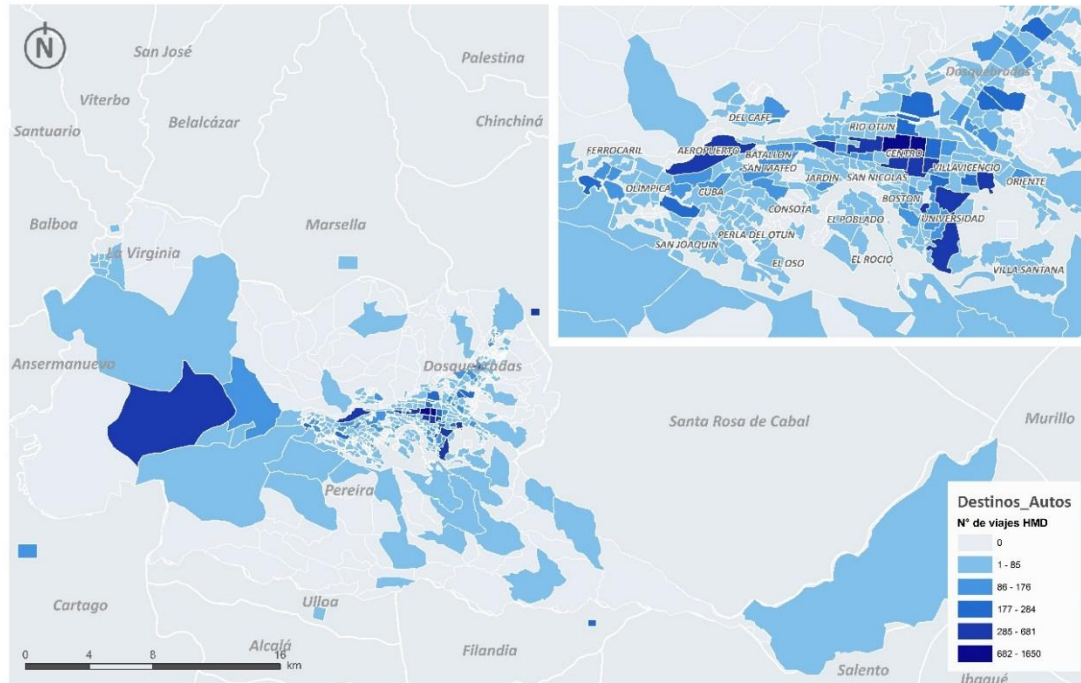 N
San José
Palestina
Viterbo
Chinchiná
Santuario
Belalcázar
Balboa
Marsella
La Virginia
Ansermanuevo
Dosquebradas
Santa Rosa de Cabal
Murillo
Pereira
Cartago
Ulloa
Alcalá
Filandia
Salento
Ibagué
0 4 8 16
km
Dosquebradas
DEL CAFE
RIO OTUN
FERROCARIL
AEROPUERTO
BATALLON
CENTRO
SAN MATEO
VILLAVICENCIO
OLIMPICA
CUBA
JARDIN
SAN NICOLAS
ORIENTE
BOSTON
CONSOTA
EL POBLADO
UNIVERSIDAD
PERLA DEL OTUN
SAN JOAQUIN
EL OSO
EL ROCIO
VILLA SANTANA
Destinos_Autos
N° de viajes HMD
0
1 - 85
86 - 176
177 - 284
285 - 681
682 - 1650